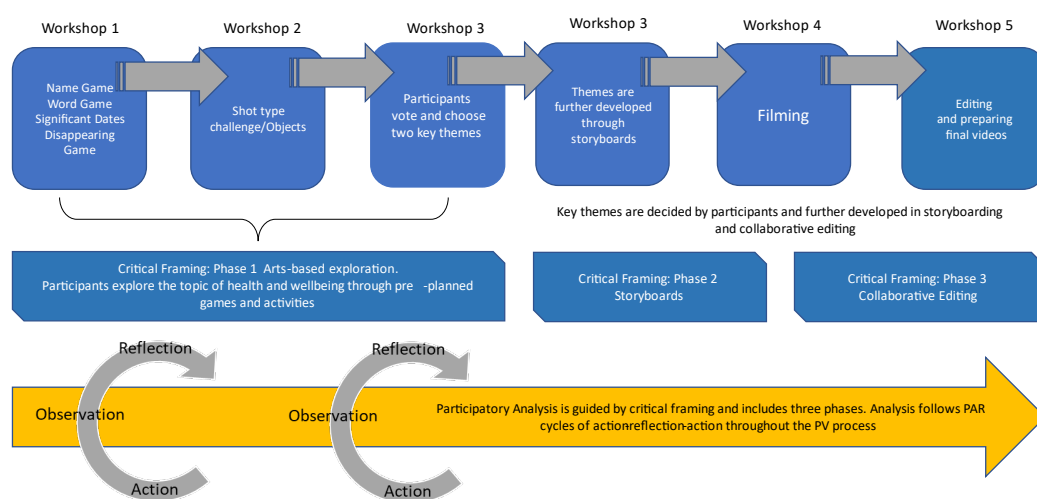 Workshop 1
Workshop 2
Workshop 3
Workshop 3
Workshop 4
Workshop 5
Name Game
Word Game
Significant Dates
Disappearing
Game
Shot type
challenge/Objects
Participants
vote and choose
two key themes
Themes are
further developed
through
storyboards
Filming
Editing
and preparing
final videos
Key themes are decided by participants and further developed in storyboarding
and collaborative editing
Critical Framing: Phase 1 Arts-based exploration.
Participants explore the topic of health and wellbeing through pre -planned
games and activities
Critical Framing: Phase 2
Storyboards
Critical Framing: Phase 3
Collaborative Editing
Reflection
Observation
Action
Reflection
Observation
Action
Participatory Analysis is guided by critical framing and includes three phases. Analysis follows PAR
cycles of action-reflection-action throughout the PV process